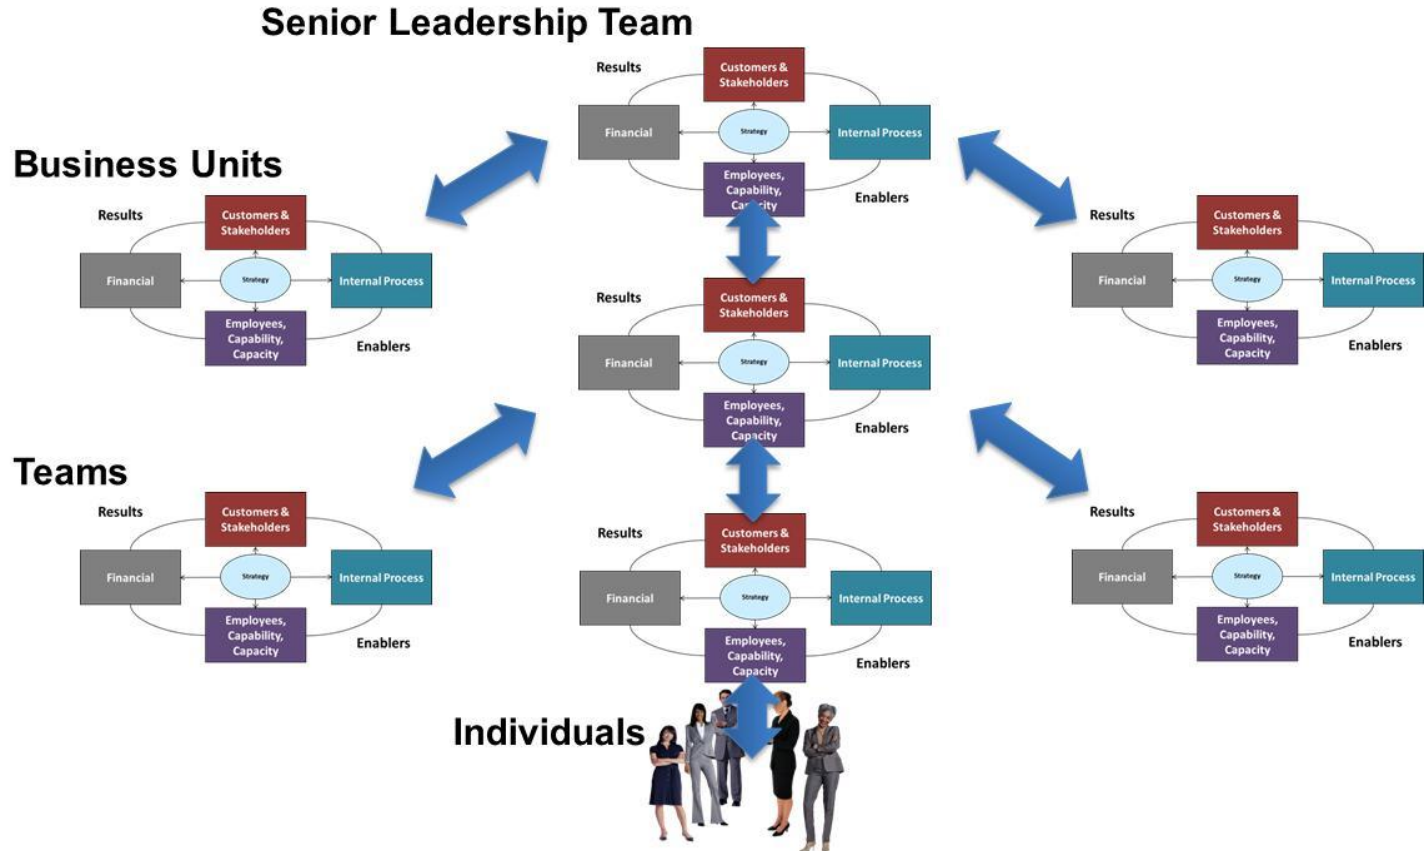 Senior Leadership Team
Results
Customers &
Stakeholders
Financial
Strategy
Internal Process
Employees,
Capability,
Capacity
Enablers
Business Units
Results
Customers &
Stakeholders
Financial
Strategy
Internal Process
Employees,
Capability,
Capacity
Enablers
Results
Customers &
Stakeholders
Financial
Strategy
Internal Process
Employees,
Capability,
Capacity
Enablers
Results
Customers &
Stakeholders
Financial
Strategy
Internal Process
Employees,
Capability,
Capacity
Enablers
Teams
Results
Customers &
Stakeholders
Financial
Strategy
Internal Process
Employees,
Capability,
Capacity
Enablers
Results
Customers &
Stakeholders
Financial
Strategy
Internal Process
Employees,
Capability,
Capacity
Enablers
Results
Customers &
Stakeholders
Financial
Strategy
Internal Process
Employees,
Capability,
Capacity
Enablers
Individuals